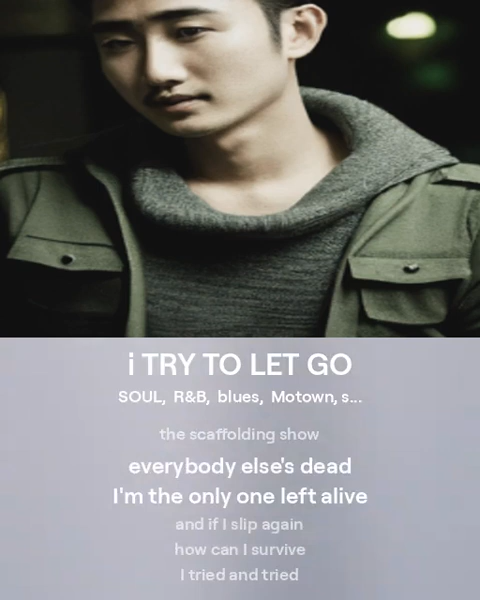 i TRY TO LET GO
SOUL, R&B, blues, Motown, s...
the scaffolding show
everybody else's dead
I'm the only one left alive
and if I slip again
how can I survive
I tried and tried